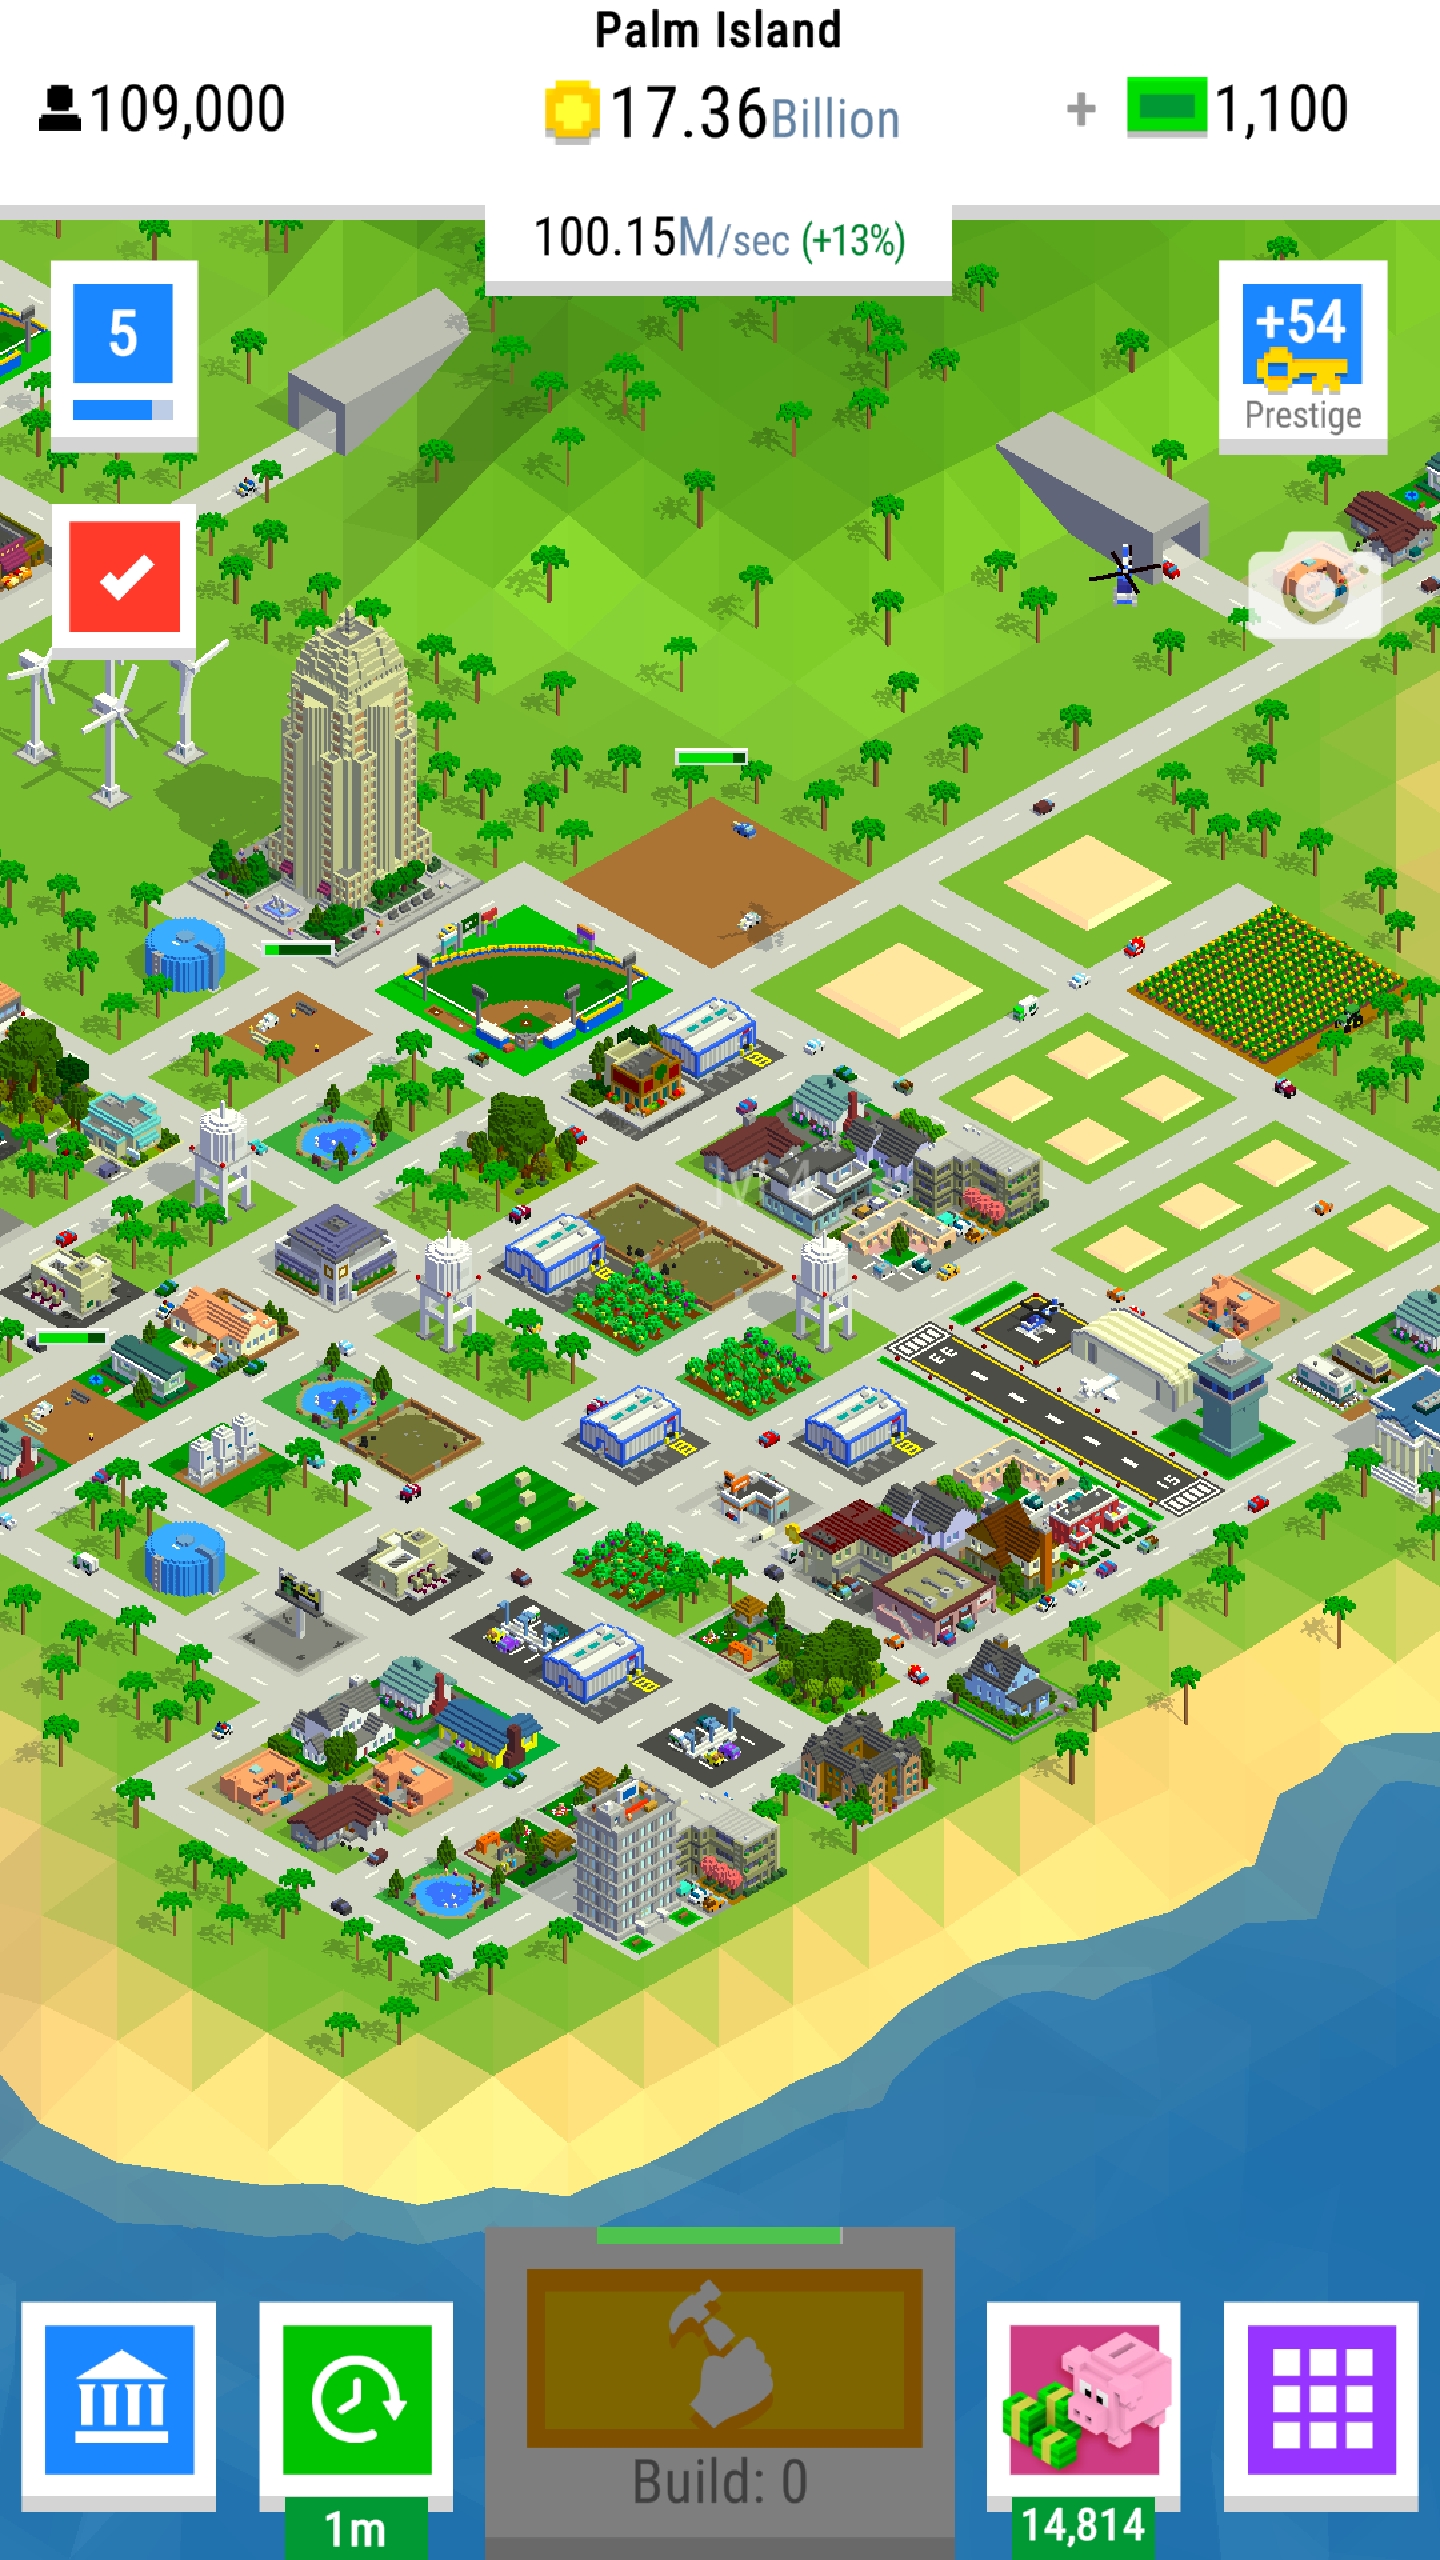 Palm Island
109,000
17.36Billion
+ 1,100
100.15M/sec (+13%)
5
+54
Prestige
Build: 0
1m
14,814